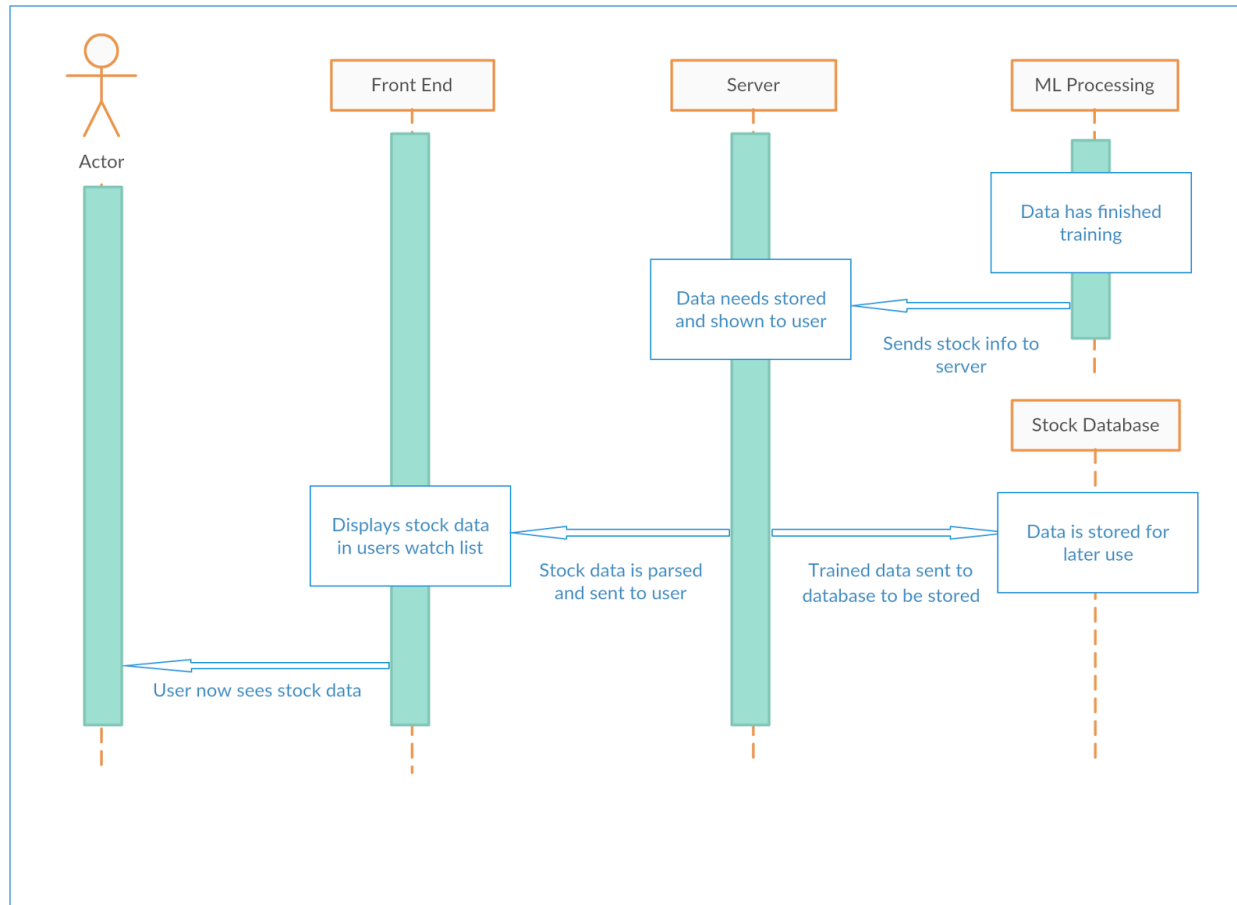 Front End
Server
ML Processing
Actor
Data has finished
training
Data needs stored
and shown to user
Sends stock info to
server
Stock Database
Displays stock data
in users watch list
Data is stored for
later use
Stock data is parsed
and sent to user
Trained data sent to
database to be stored
User now sees stock data